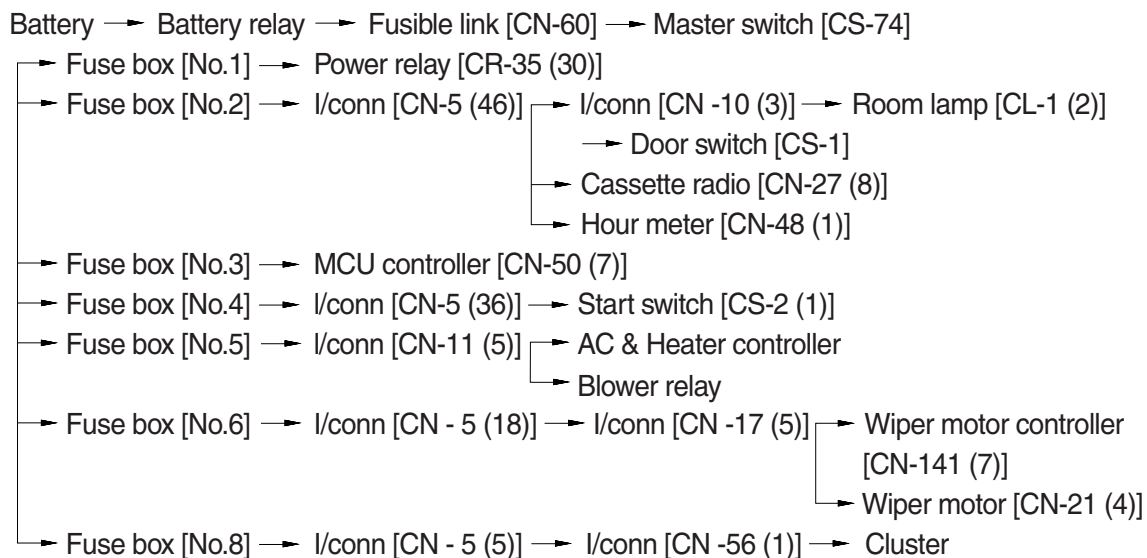 Battery → Battery relay → Fusible link [CN-60] → Master switch [CS-74]
Fuse box [No.1] → Power relay [CR-35 (30)]
Fuse box [No.2] → I/conn [CN-5 (46)] → I/conn [CN -10 (3)] → Room lamp [CL-1 (2)]
→ Door switch [CS-1]
→ Cassette radio [CN-27 (8)]
→ Hour meter [CN-48 (1)]
Fuse box [No.3] → MCU controller [CN-50 (7)]
Fuse box [No.4] → I/conn [CN-5 (36)] → Start switch [CS-2 (1)]
Fuse box [No.5] → I/conn [CN-11 (5)] → AC & Heater controller
→ Blower relay
Fuse box [No.6] → I/conn [CN - 5 (18)] → I/conn [CN -17 (5)] → Wiper motor controller
[CN-141 (7)]
→ Wiper motor [CN-21 (4)]
Fuse box [No.8] → I/conn [CN - 5 (5)] → I/conn [CN -56 (1)] → Cluster